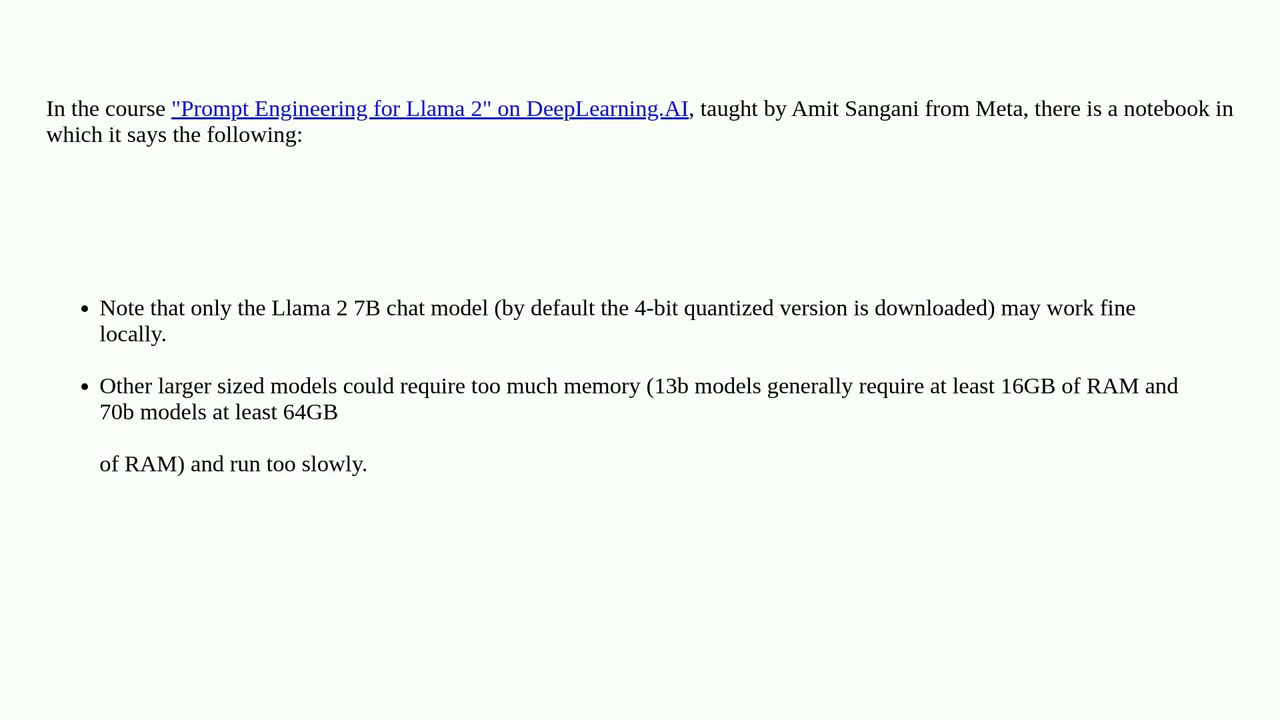 In the course "Prompt Engineering for Llama 2" on DeepLearning.AI, taught by Amit Sangani from Meta, there is a notebook in
which it says the following:
• Note that only the Llama 2 7B chat model (by default the 4-bit quantized version is downloaded) may work fine
locally.
• Other larger sized models could require too much memory (13b models generally require at least 16GB of RAM and
70b models at least 64GB
of RAM) and run too slowly.